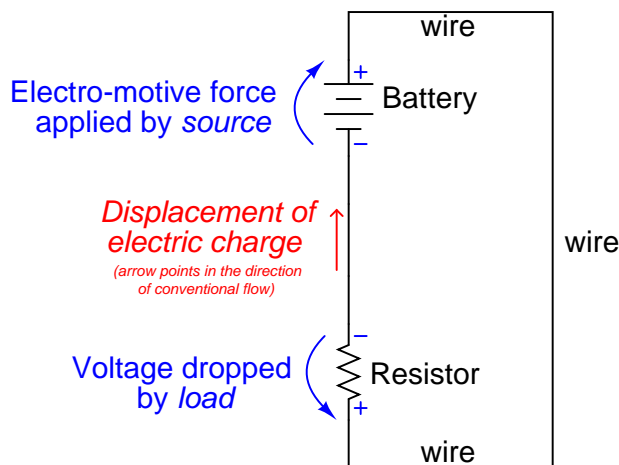 wire
+
Electro-motive force
applied by source
Battery
−
Displacement of
electric charge
(arrow points in the direction
of conventional flow)
wire
−
Voltage dropped
by load
Resistor
+
wire